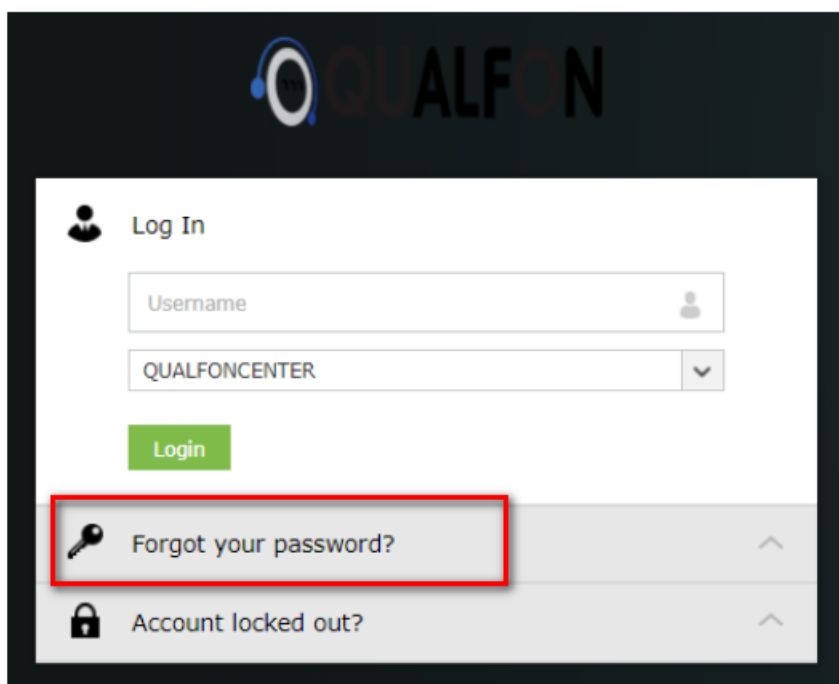 QUALFON
Log In
Username
QUALFONCENTER
Login
Forgot your password?
Account locked out?